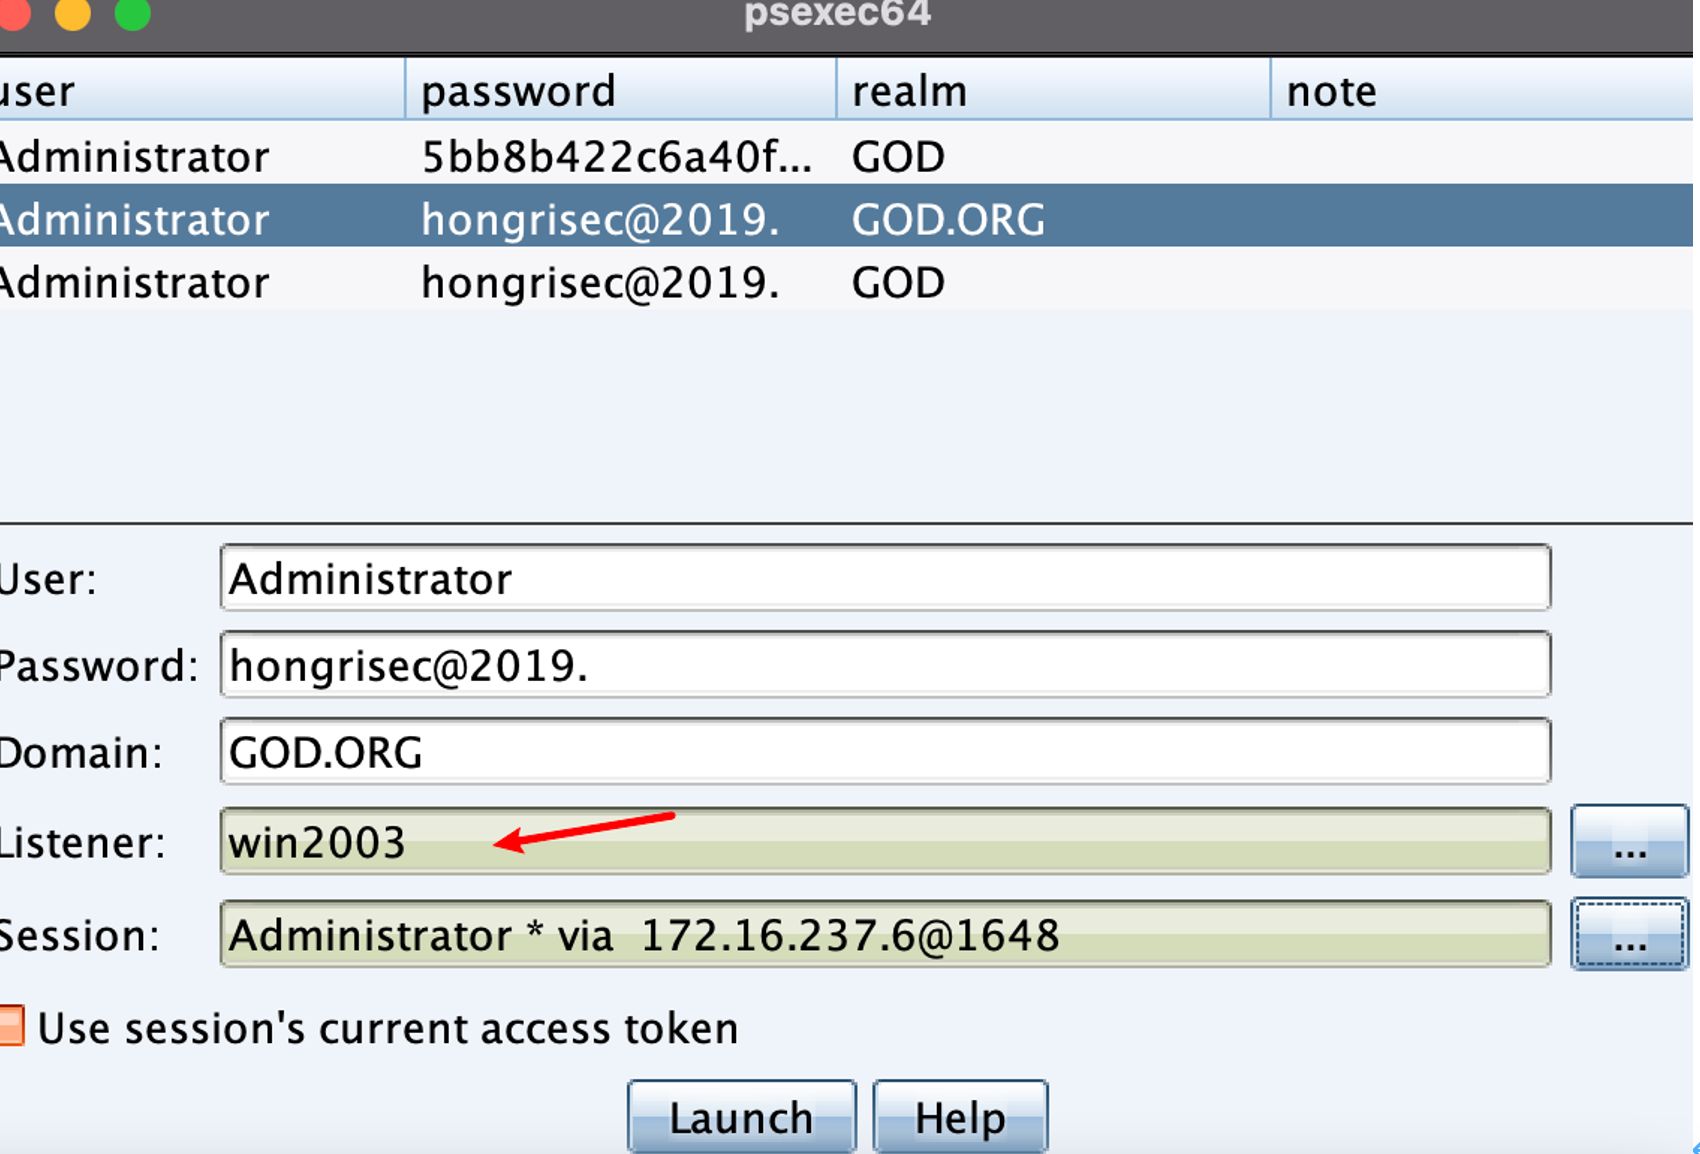 psexec64
user password realm note
Administrator 5bb8b422c6a40f... GOD
Administrator hongrisec@2019. GOD.ORG
Administrator hongrisec@2019. GOD
User: Administrator
Password: hongrisec@2019.
Domain: GOD.ORG
Listener: win2003 ...
Session: Administrator * via 172.16.237.6@1648 ...
Use session's current access token
Launch Help